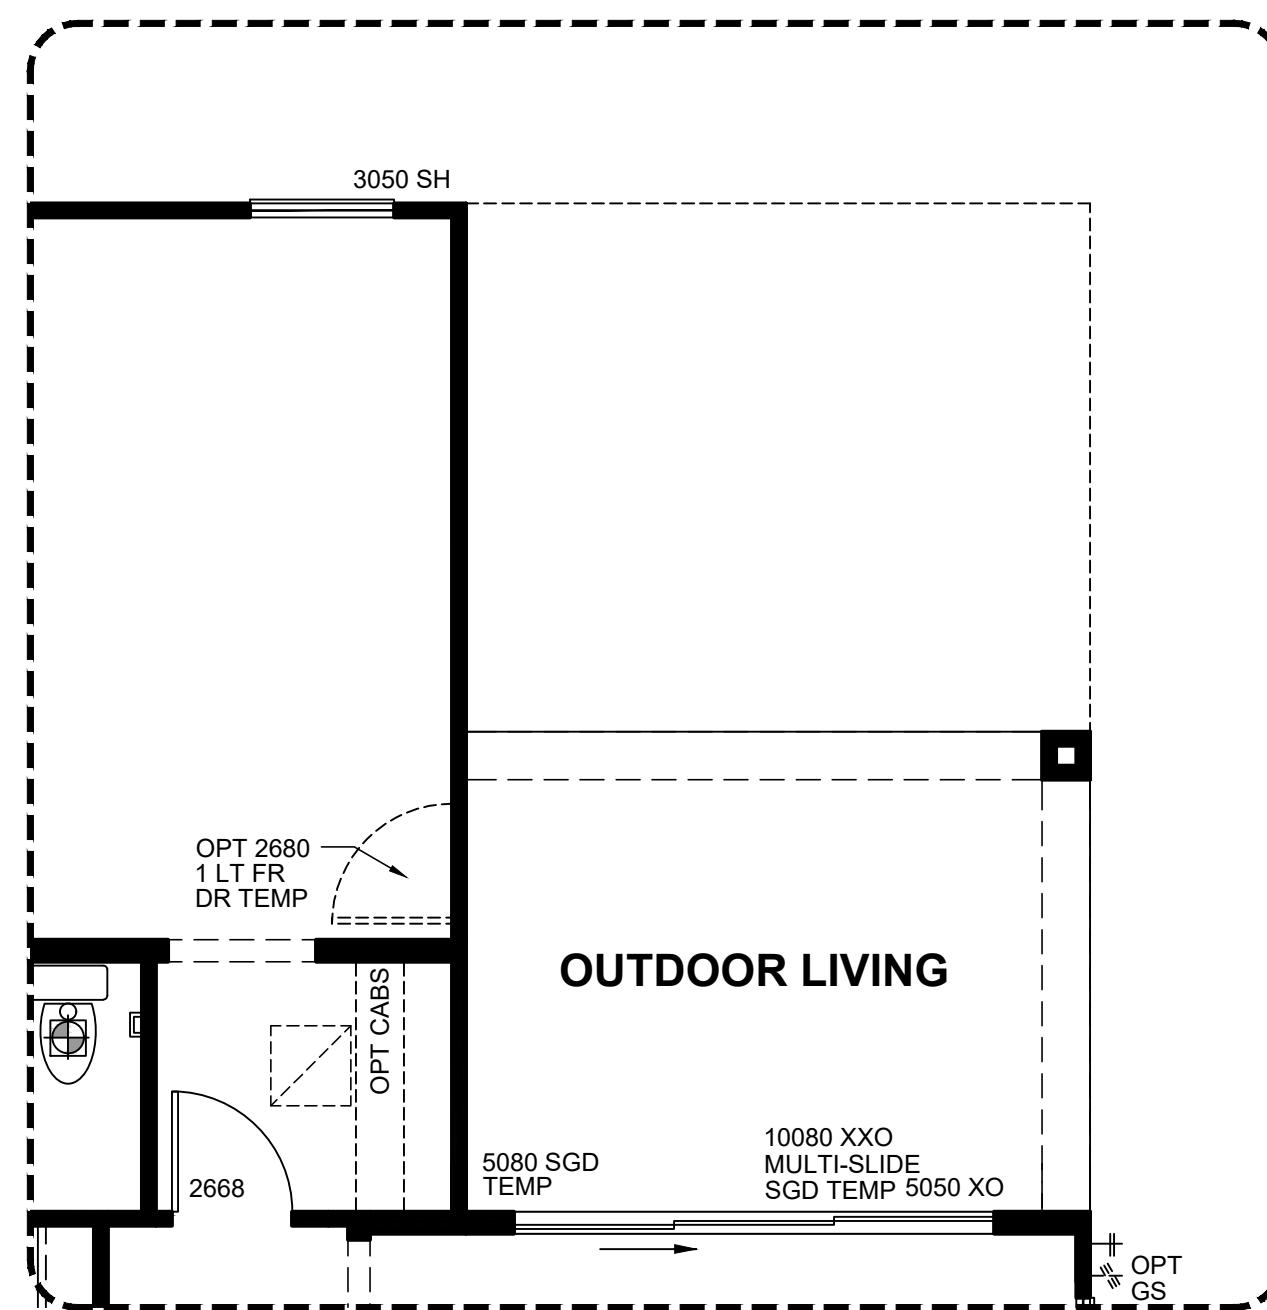 3050 SH
OPT 2680
1 LT FR
DR TEMP
OUTDOOR LIVING
OPT CABS
2668
5080 SGD
TEMP
10080 XXO
MULTI-SLIDE
SGD TEMP
5050 XO
OPT
GS